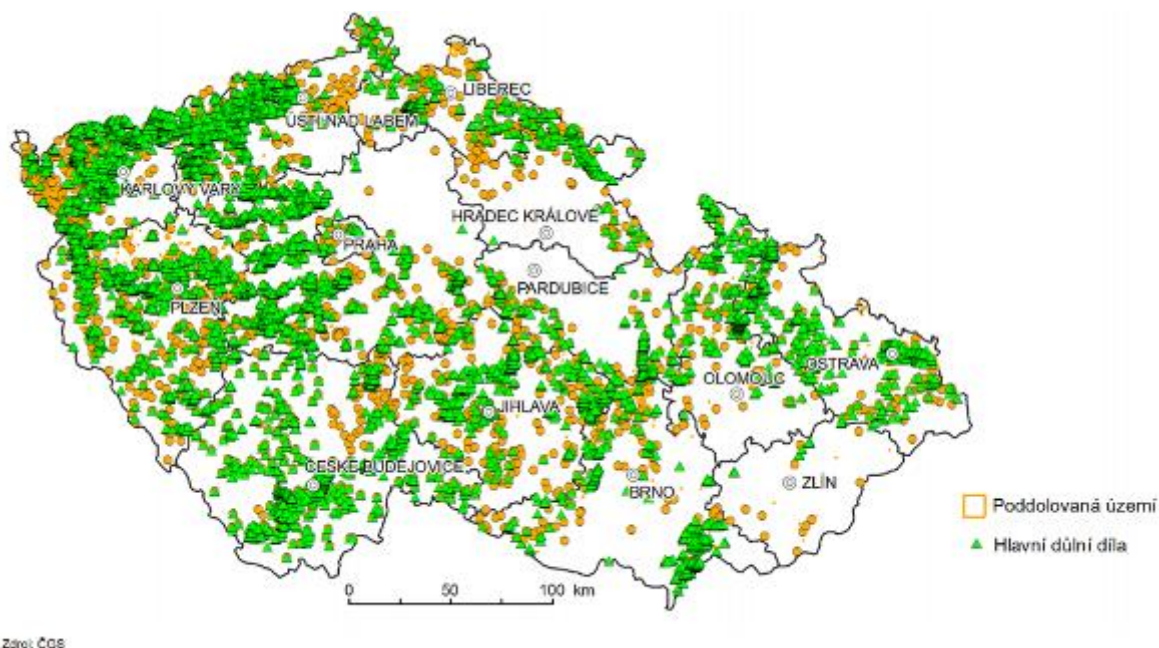 LIBEREC
ÚSTÍ NAD LABEM
KARLOVY VARY
HRADEC KRÁLOVÉ
PRAHA
PARDUBICE
PLZEŇ
OSTRAVA
OLOMOUC
JIHLAVA
ČESKÉ BUDĚJOVICE
BRNO
ZLÍN
Poddolovaná území
Hlavní důlní díla
0 50 100 km
Zdroj: ČGS